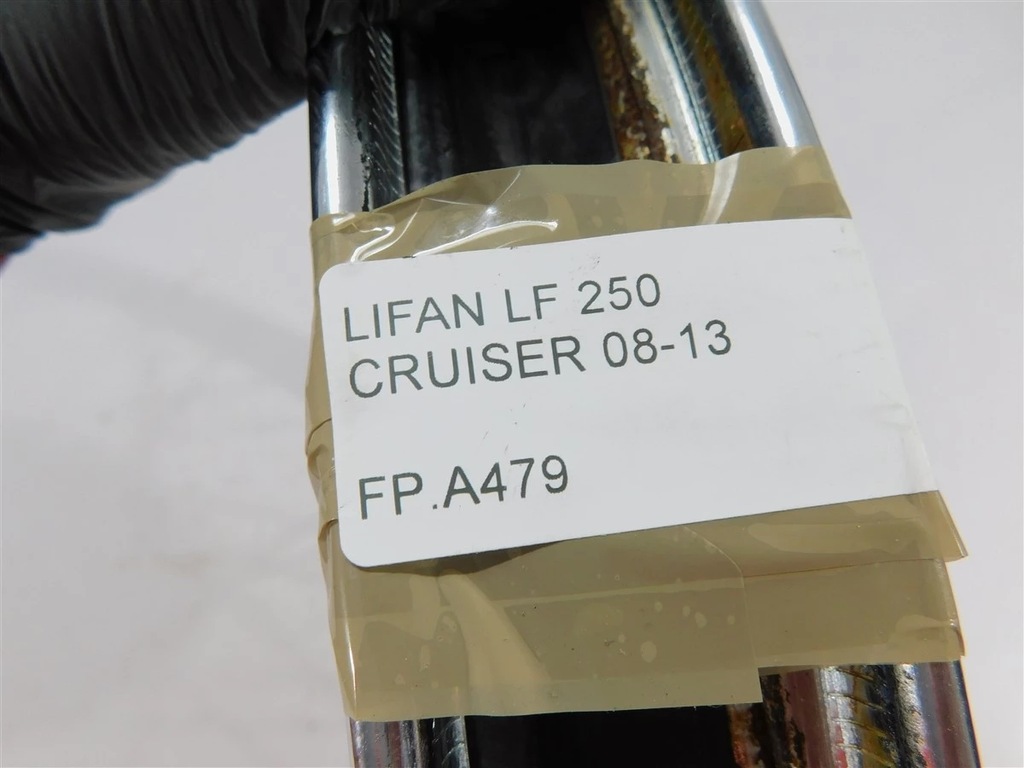 LIFAN LF 250
CRUISER 08-13
FP.A479